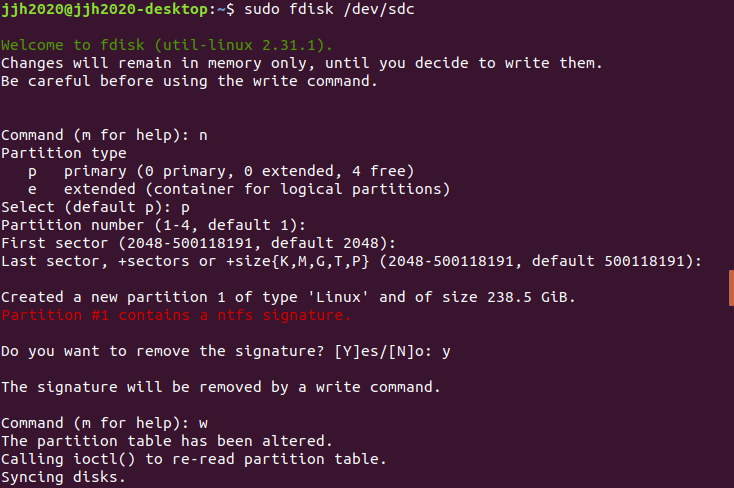 jjh2020@jjh2020-desktop:~$ sudo fdisk /dev/sdc
Welcome to fdisk (util-linux 2.31.1).
Changes will remain in memory only, until you decide to write them.
Be careful before using the write command.
Command (m for help): n
Partition type
   p   primary (0 primary, 0 extended, 4 free)
   e   extended (container for logical partitions)
Select (default p): p
Partition number (1-4, default 1):
First sector (2048-500118191, default 2048):
Last sector, +sectors or +size{K,M,G,T,P} (2048-500118191, default 500118191):
Created a new partition 1 of type 'Linux' and of size 238.5 GiB.
Partition #1 contains a ntfs signature.
Do you want to remove the signature? [Y]es/[N]o: y
The signature will be removed by a write command.
Command (m for help): w
The partition table has been altered.
Calling ioctl() to re-read partition table.
Syncing disks.